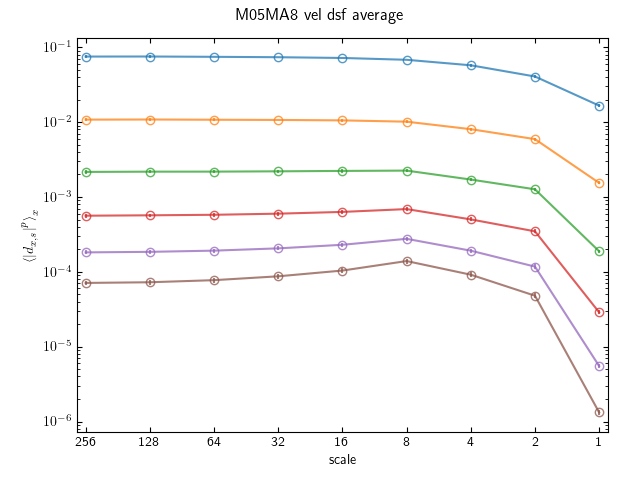 M05MA8 vel dsf average
10⁻¹
10⁻²
10⁻³
10⁻⁴
10⁻⁵
10⁻⁶
⟨|d_{x,s}|^p⟩_x
256 128 64 32 16 8 4 2 1
scale